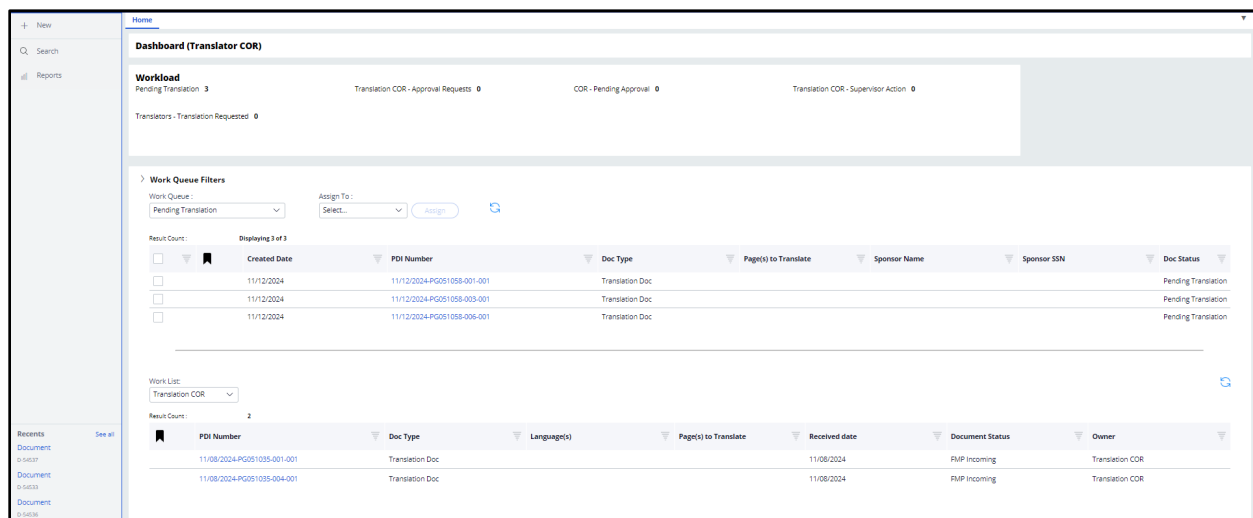 New
Search
Reports
Home
Dashboard (Translator COR)
Workload
Pending Translation 3 Translation COR - Approval Requests 0 COR - Pending Approval 0 Translation COR - Supervisor Action 0
Translators - Translation Requested 0
Work Queue Filters
Work Queue : Assign To :
Pending Translation Select... Assign
Result Count : Displaying 3 of 3
Created Date PDI Number Doc Type Page(s) to Translate Sponsor Name Sponsor SSN Doc Status
11/12/2024 11/12/2024-PG051058-001-001 Translation Doc Pending Translation
11/12/2024 11/12/2024-PG051058-003-001 Translation Doc Pending Translation
11/12/2024 11/12/2024-PG051058-006-001 Translation Doc Pending Translation
Work List:
Translation COR
Result Count : 2
PDI Number Doc Type Language(s) Page(s) to Translate Received date Document Status Owner
11/08/2024-PG051035-001-001 Translation Doc 11/08/2024 FMP Incoming Translation COR
11/08/2024-PG051035-004-001 Translation Doc 11/08/2024 FMP Incoming Translation COR
Recents See all
Document
D-54537
Document
D-54533
Document
D-54536